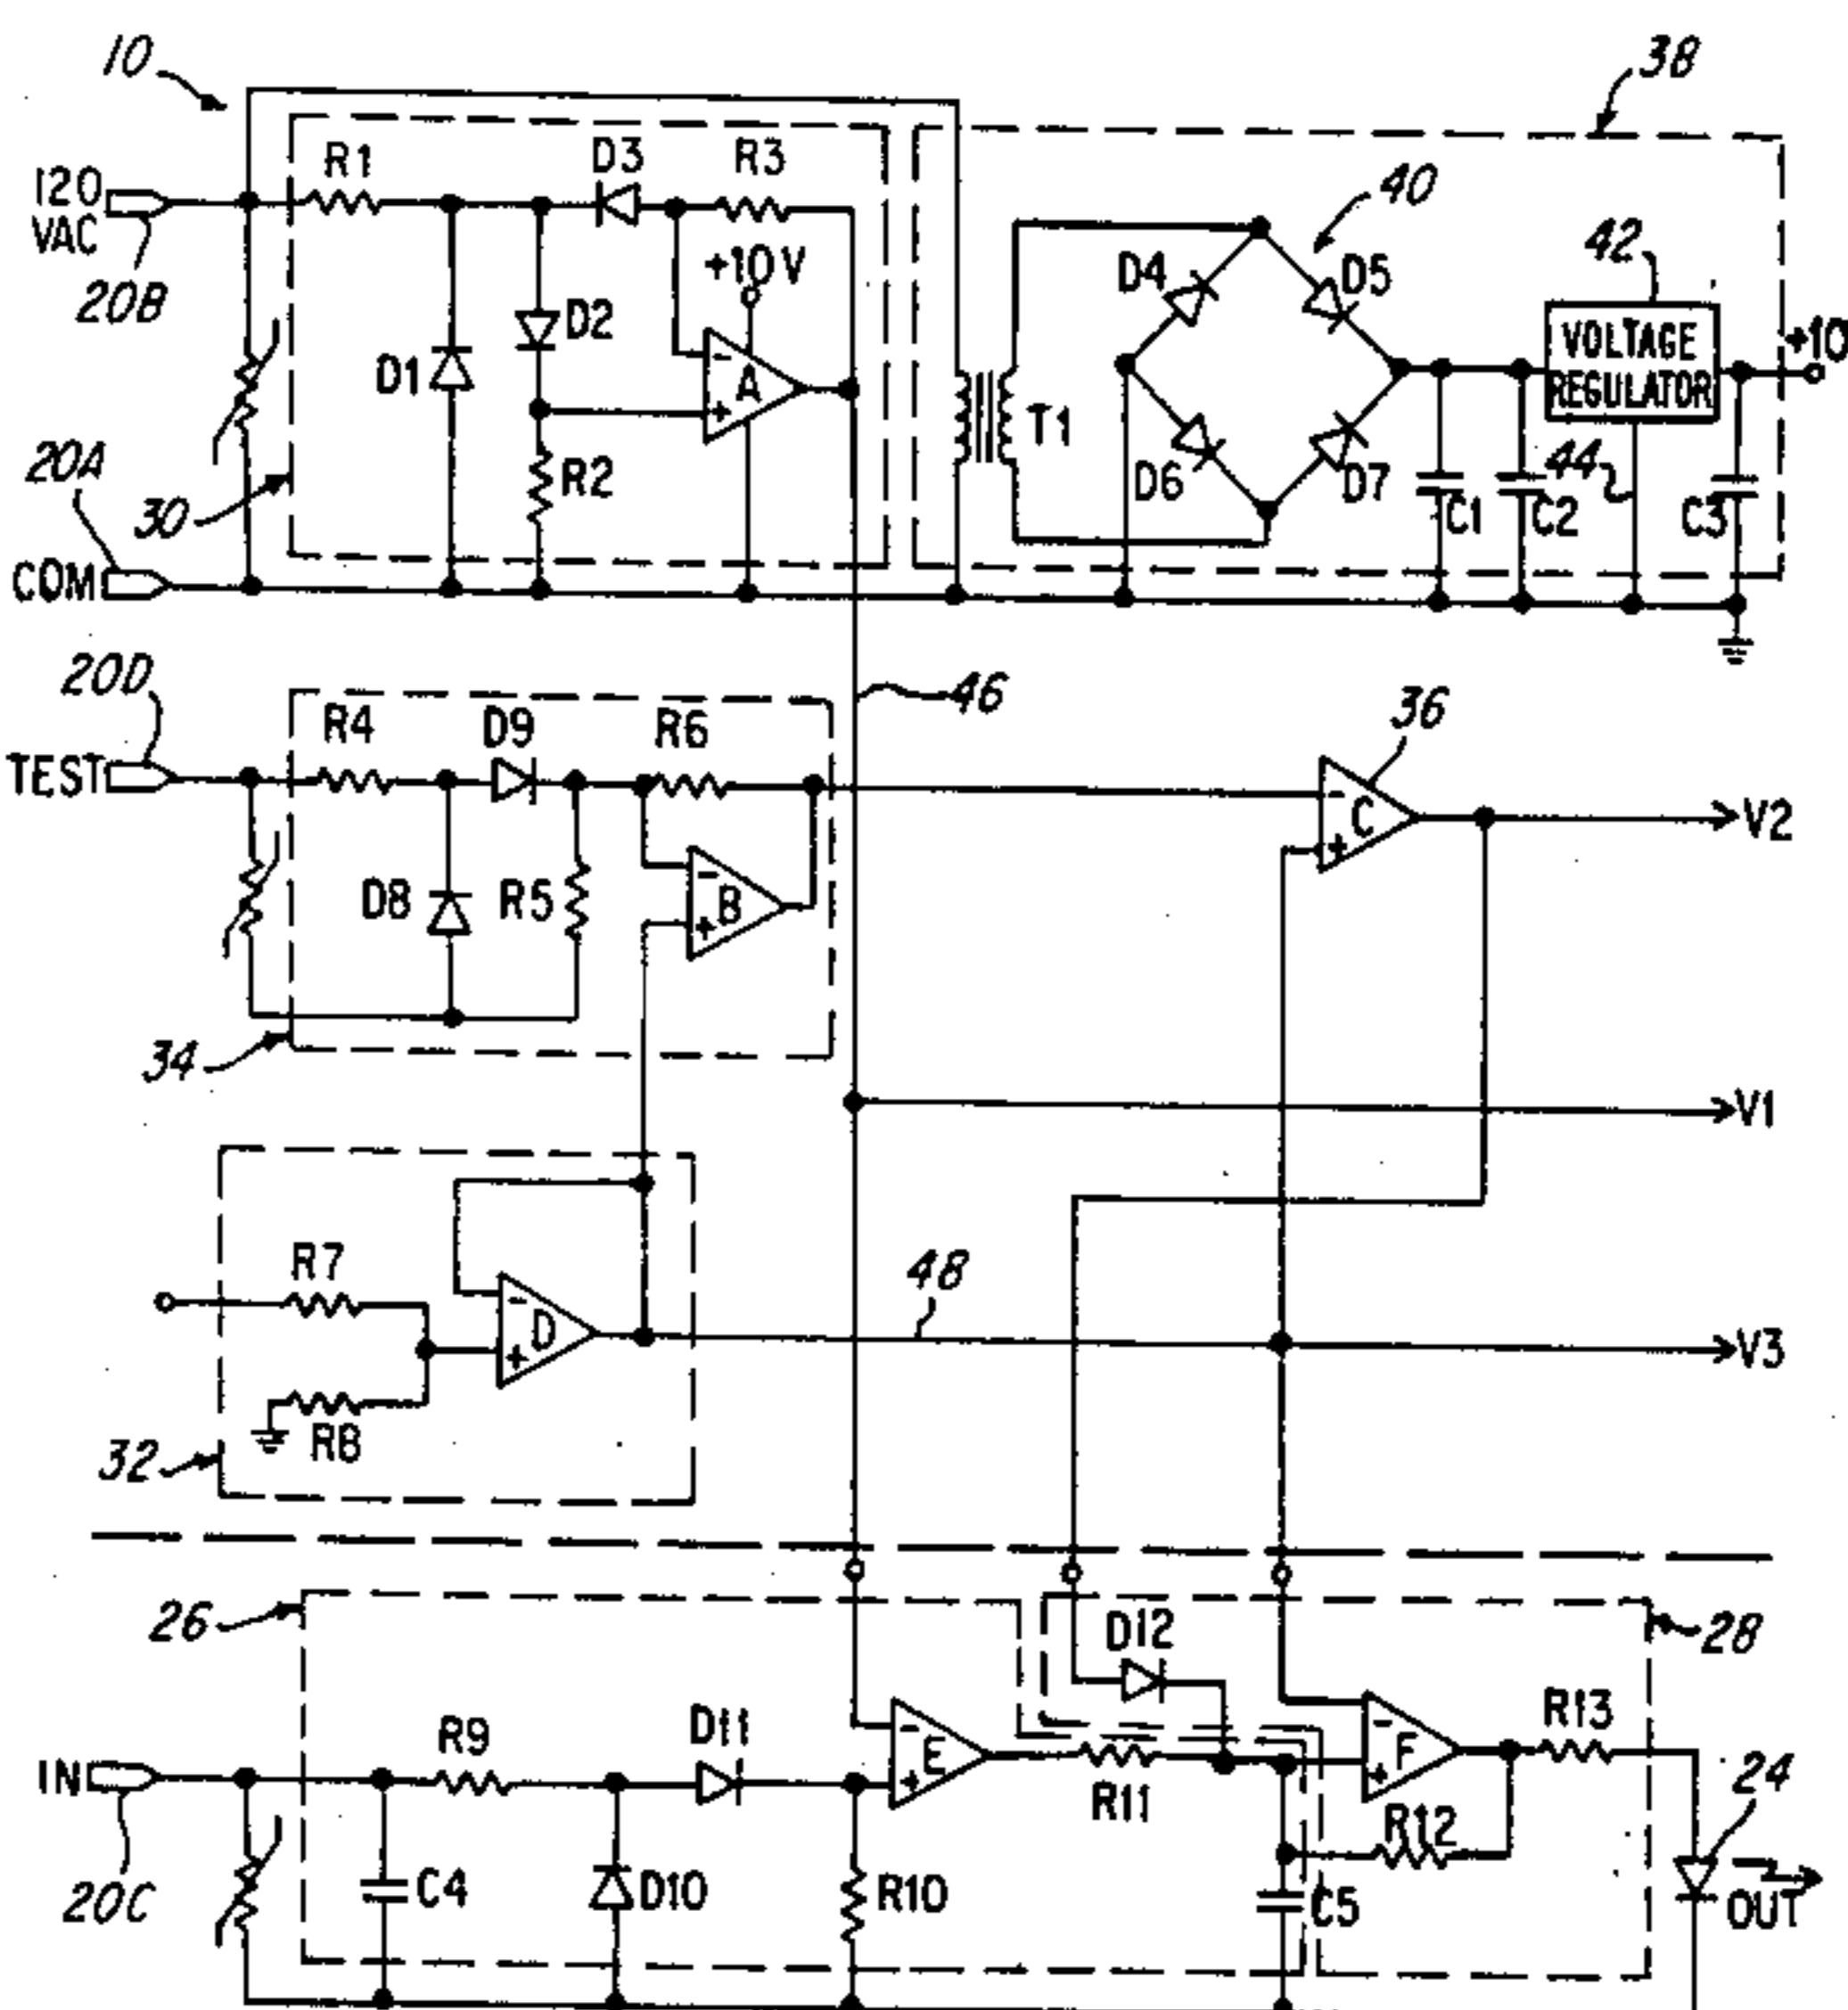 10
38
R1
D3
R3
40
120
VAC
+10V
D4
D5
42
20B
D2
VOLTAGE
REGULATOR
+10
D1
-
A
+
T1
20A
R2
D6
D7
44
30
C1
C2
C3
COM
20D
46
36
R4
D9
R6
TEST
-
C
+
V2
D8
R5
-
B
+
34
V1
R7
48
-
D
+
V3
R8
32
26
D12
28
R9
D11
-
E
+
-
F
+
R13
IN
R11
24
R12
20C
C4
D10
R10
C5
OUT